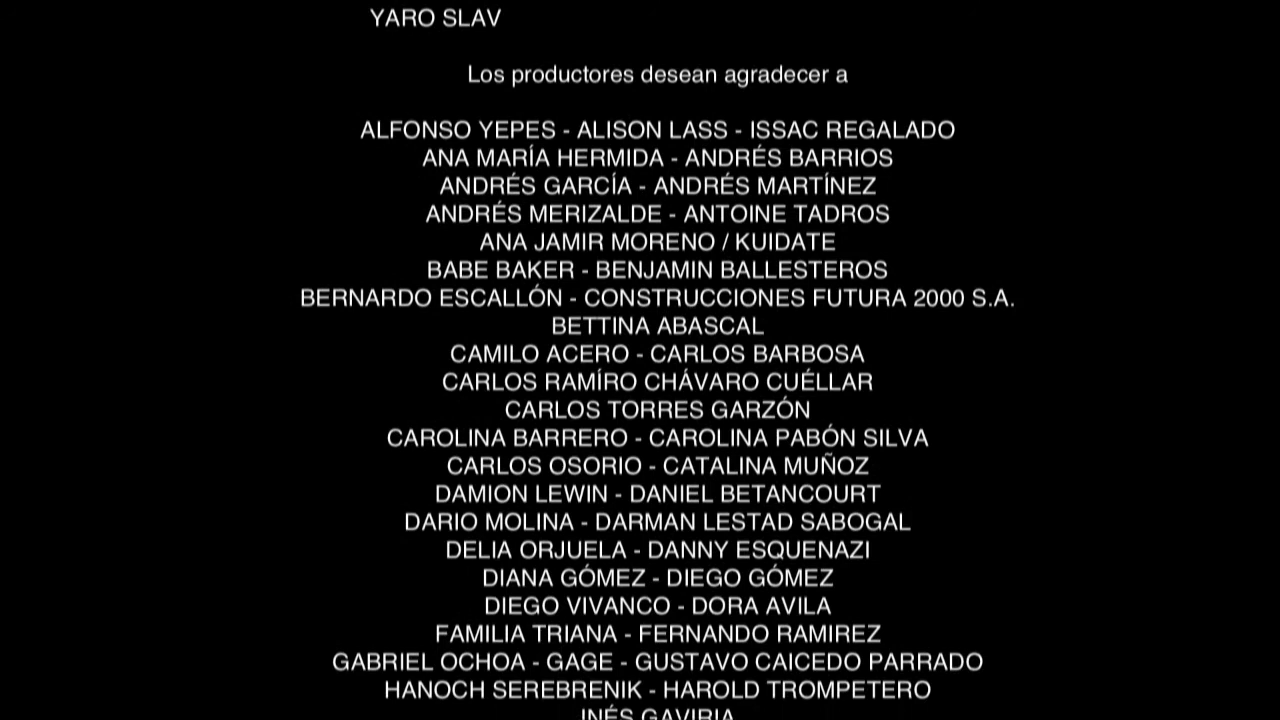 YARO SLAV
Los productores desean agradecer a
ALFONSO YEPES - ALISON LASS - ISSAC REGALADO
ANA MARÍA HERMIDA - ANDRÉS BARRIOS
ANDRÉS GARCÍA - ANDRÉS MARTÍNEZ
ANDRÉS MERIZALDE - ANTOINE TADROS
ANA JAMIR MORENO / KUIDATE
BABE BAKER - BENJAMIN BALLESTEROS
BERNARDO ESCALLÓN - CONSTRUCCIONES FUTURA 2000 S.A.
BETTINA ABASCAL
CAMILO ACERO - CARLOS BARBOSA
CARLOS RAMÍRO CHÁVARO CUÉLLAR
CARLOS TORRES GARZÓN
CAROLINA BARRERO - CAROLINA PABÓN SILVA
CARLOS OSORIO - CATALINA MUÑOZ
DAMION LEWIN - DANIEL BETANCOURT
DARIO MOLINA - DARMAN LESTAD SABOGAL
DELIA ORJUELA - DANNY ESQUENAZI
DIANA GÓMEZ - DIEGO GÓMEZ
DIEGO VIVANCO - DORA AVILA
FAMILIA TRIANA - FERNANDO RAMIREZ
GABRIEL OCHOA - GAGE - GUSTAVO CAICEDO PARRADO
HANOCH SEREBRENIK - HAROLD TROMPETERO
INÉS GAVIRIA